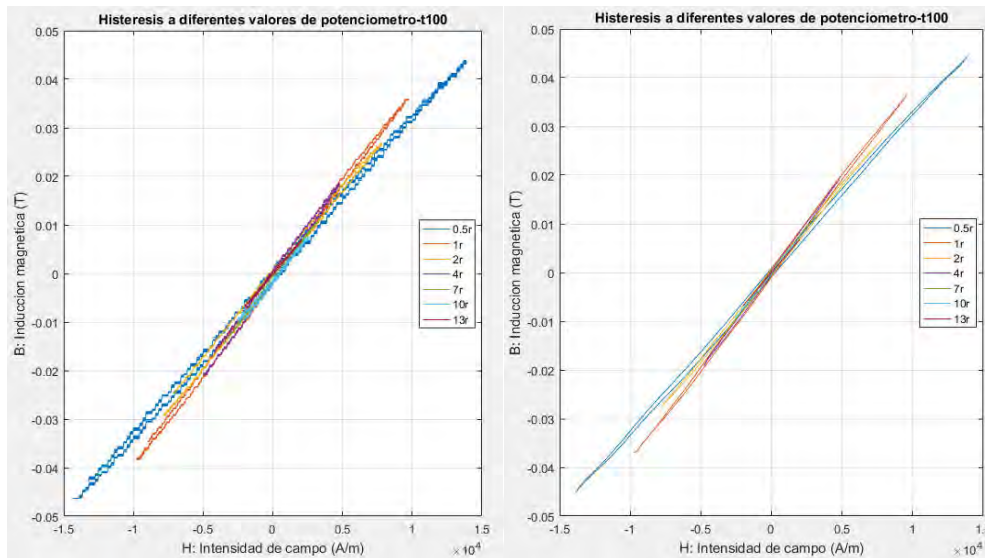 Histeresis a diferentes valores de potenciometro-t100
0.05
0.04
0.03
0.02
0.01
0
-0.01
-0.02
-0.03
-0.04
-0.05
B: Induccion magnetica (T)
-1.5
-1
-0.5
0
0.5
1
1.5
H: Intensidad de campo (A/m)
×10^4
0.5r
1r
2r
4r
7r
10r
13r
Histeresis a diferentes valores de potenciometro-t100
0.05
0.04
0.03
0.02
0.01
0
-0.01
-0.02
-0.03
-0.04
-0.05
B: Induccion magnetica (T)
-1.5
-1
-0.5
0
0.5
1
1.5
H: Intensidad de campo (A/m)
×10^4
0.5r
1r
2r
4r
7r
10r
13r